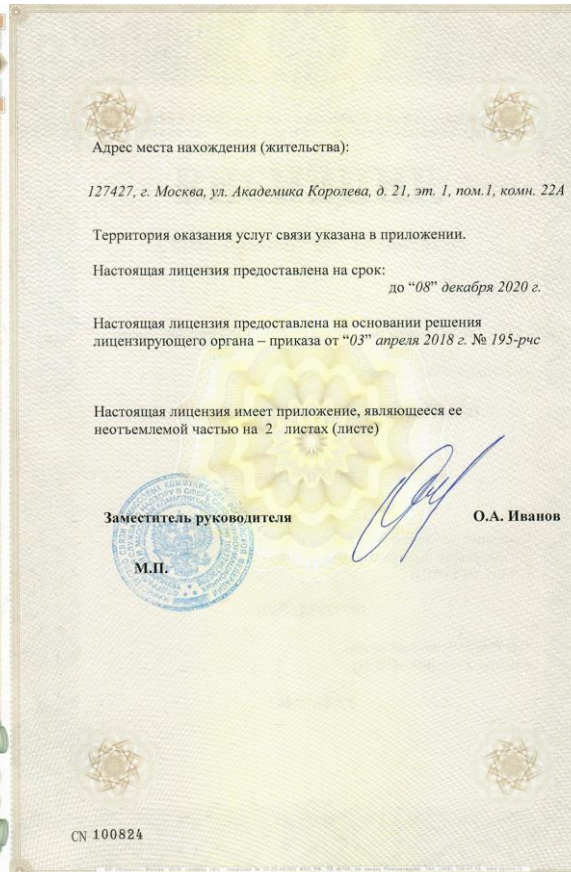 Адрес места нахождения (жительства):
127427, г. Москва, ул. Академика Королева, д. 21, эт. 1, пом.1, комн. 22А
Территория оказания услуг связи указана в приложении.
Настоящая лицензия предоставлена на срок:
до “08” декабря 2020 г.
Настоящая лицензия предоставлена на основании решения
лицензирующего органа – приказа от “03” апреля 2018 г. № 195-рчс
Настоящая лицензия имеет приложение, являющееся ее
неотъемлемой частью на 2 листах (листе)
Заместитель руководителя
О.А. Иванов
М.П.
CN 100824